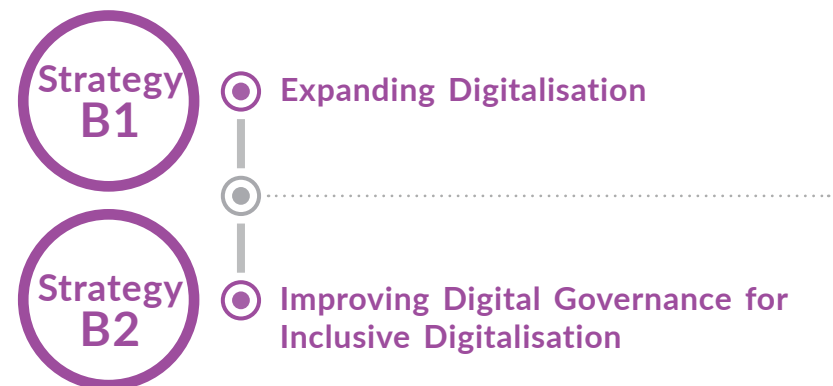 Strategy
B1
Expanding Digitalisation
Strategy
B2
Improving Digital Governance for
Inclusive Digitalisation